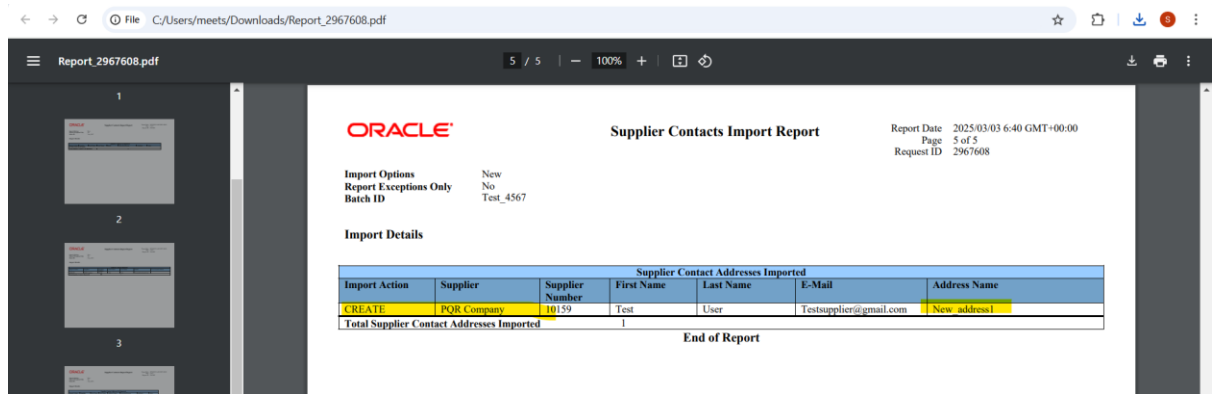 File C:/Users/meets/Downloads/Report_2967608.pdf
S
Report_2967608.pdf 5 / 5 100%
1
2
3
ORACLE Supplier Contacts Import Report
Report Date 2025/03/03 6:40 GMT+00:00
Page 5 of 5
Request ID 2967608
Import Options New
Report Exceptions Only No
Batch ID Test_4567
Import Details
Supplier Contact Addresses Imported
Import Action Supplier Supplier Number First Name Last Name E-Mail Address Name
CREATE PQR Company 10159 Test User Testsupplier@gmail.com New_address1
Total Supplier Contact Addresses Imported 1
End of Report